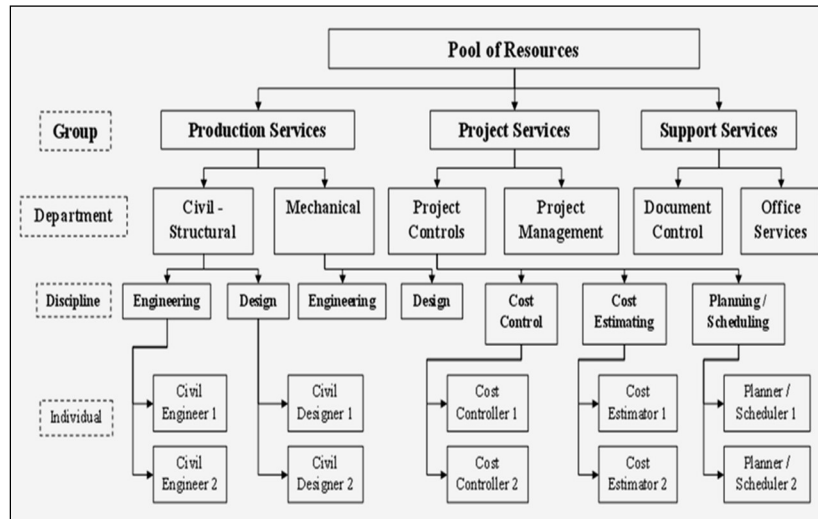 Pool of Resources
Group
Production Services
Project Services
Support Services
Department
Civil -
Structural
Mechanical
Project
Controls
Project
Management
Document
Control
Office
Services
Discipline
Engineering
Design
Engineering
Design
Cost
Control
Cost
Estimating
Planning /
Scheduling
Individual
Civil
Engineer 1
Civil
Designer 1
Cost
Controller 1
Cost
Estimator 1
Planner /
Scheduler 1
Civil
Engineer 2
Civil
Designer 2
Cost
Controller 2
Cost
Estimator 2
Planner /
Scheduler 2